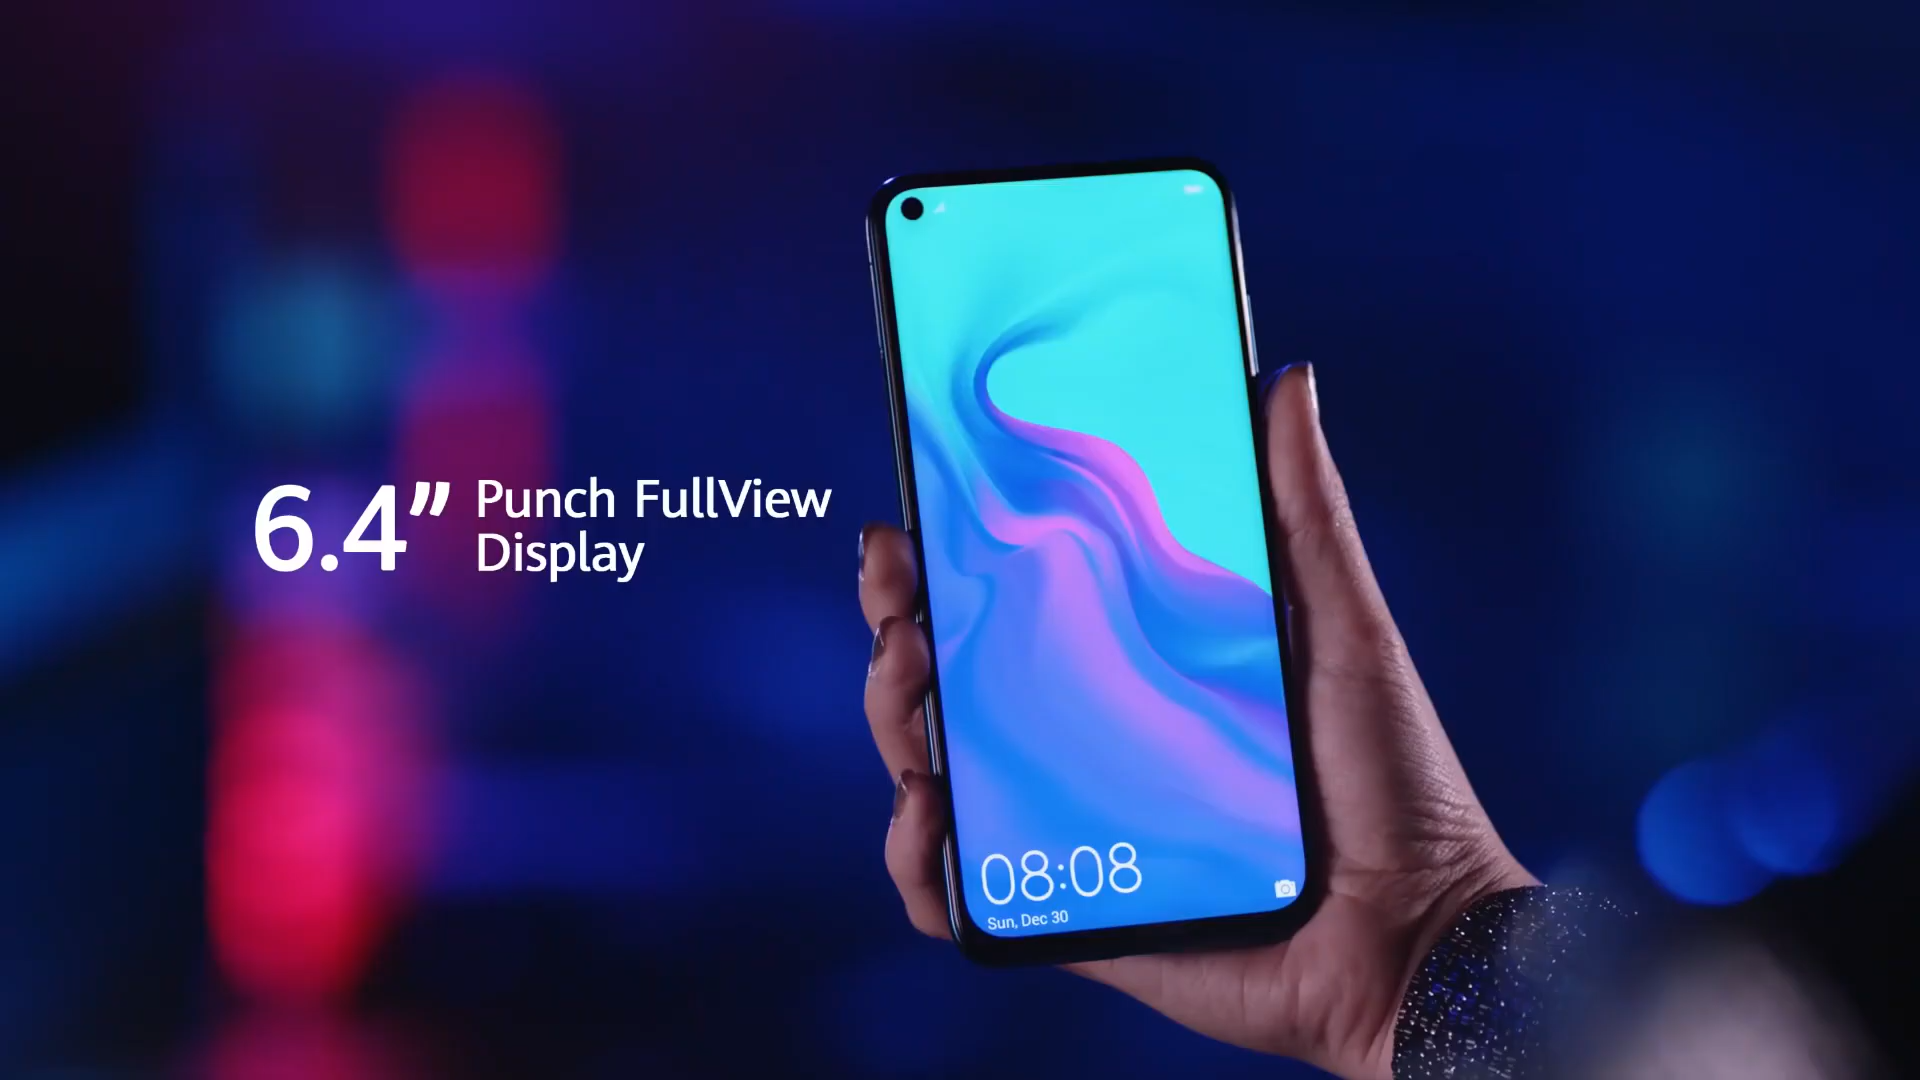 6.4”
Punch FullView
Display
08:08
Sun, Dec 30